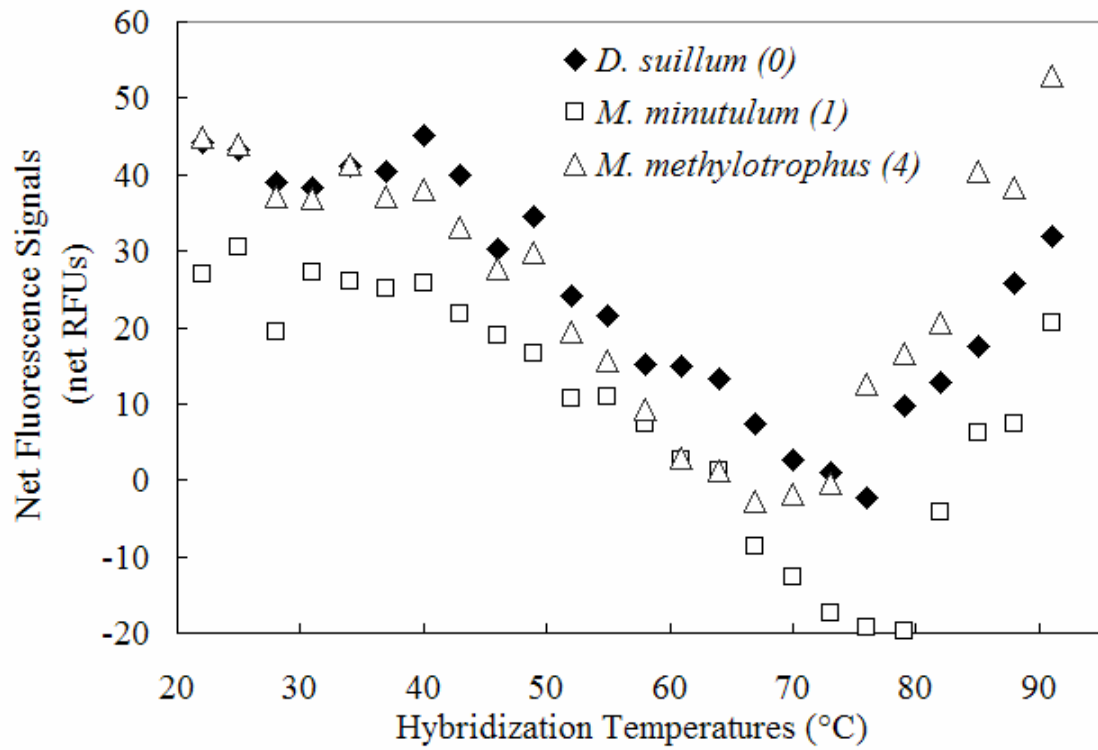 60
50
40
30
20
10
0
-10
-20
Net Fluorescence Signals
(net RFUs)
D. suillum (0)
M. minutulum (1)
M. methylotrophus (4)
20 30 40 50 60 70 80 90
Hybridization Temperatures (°C)